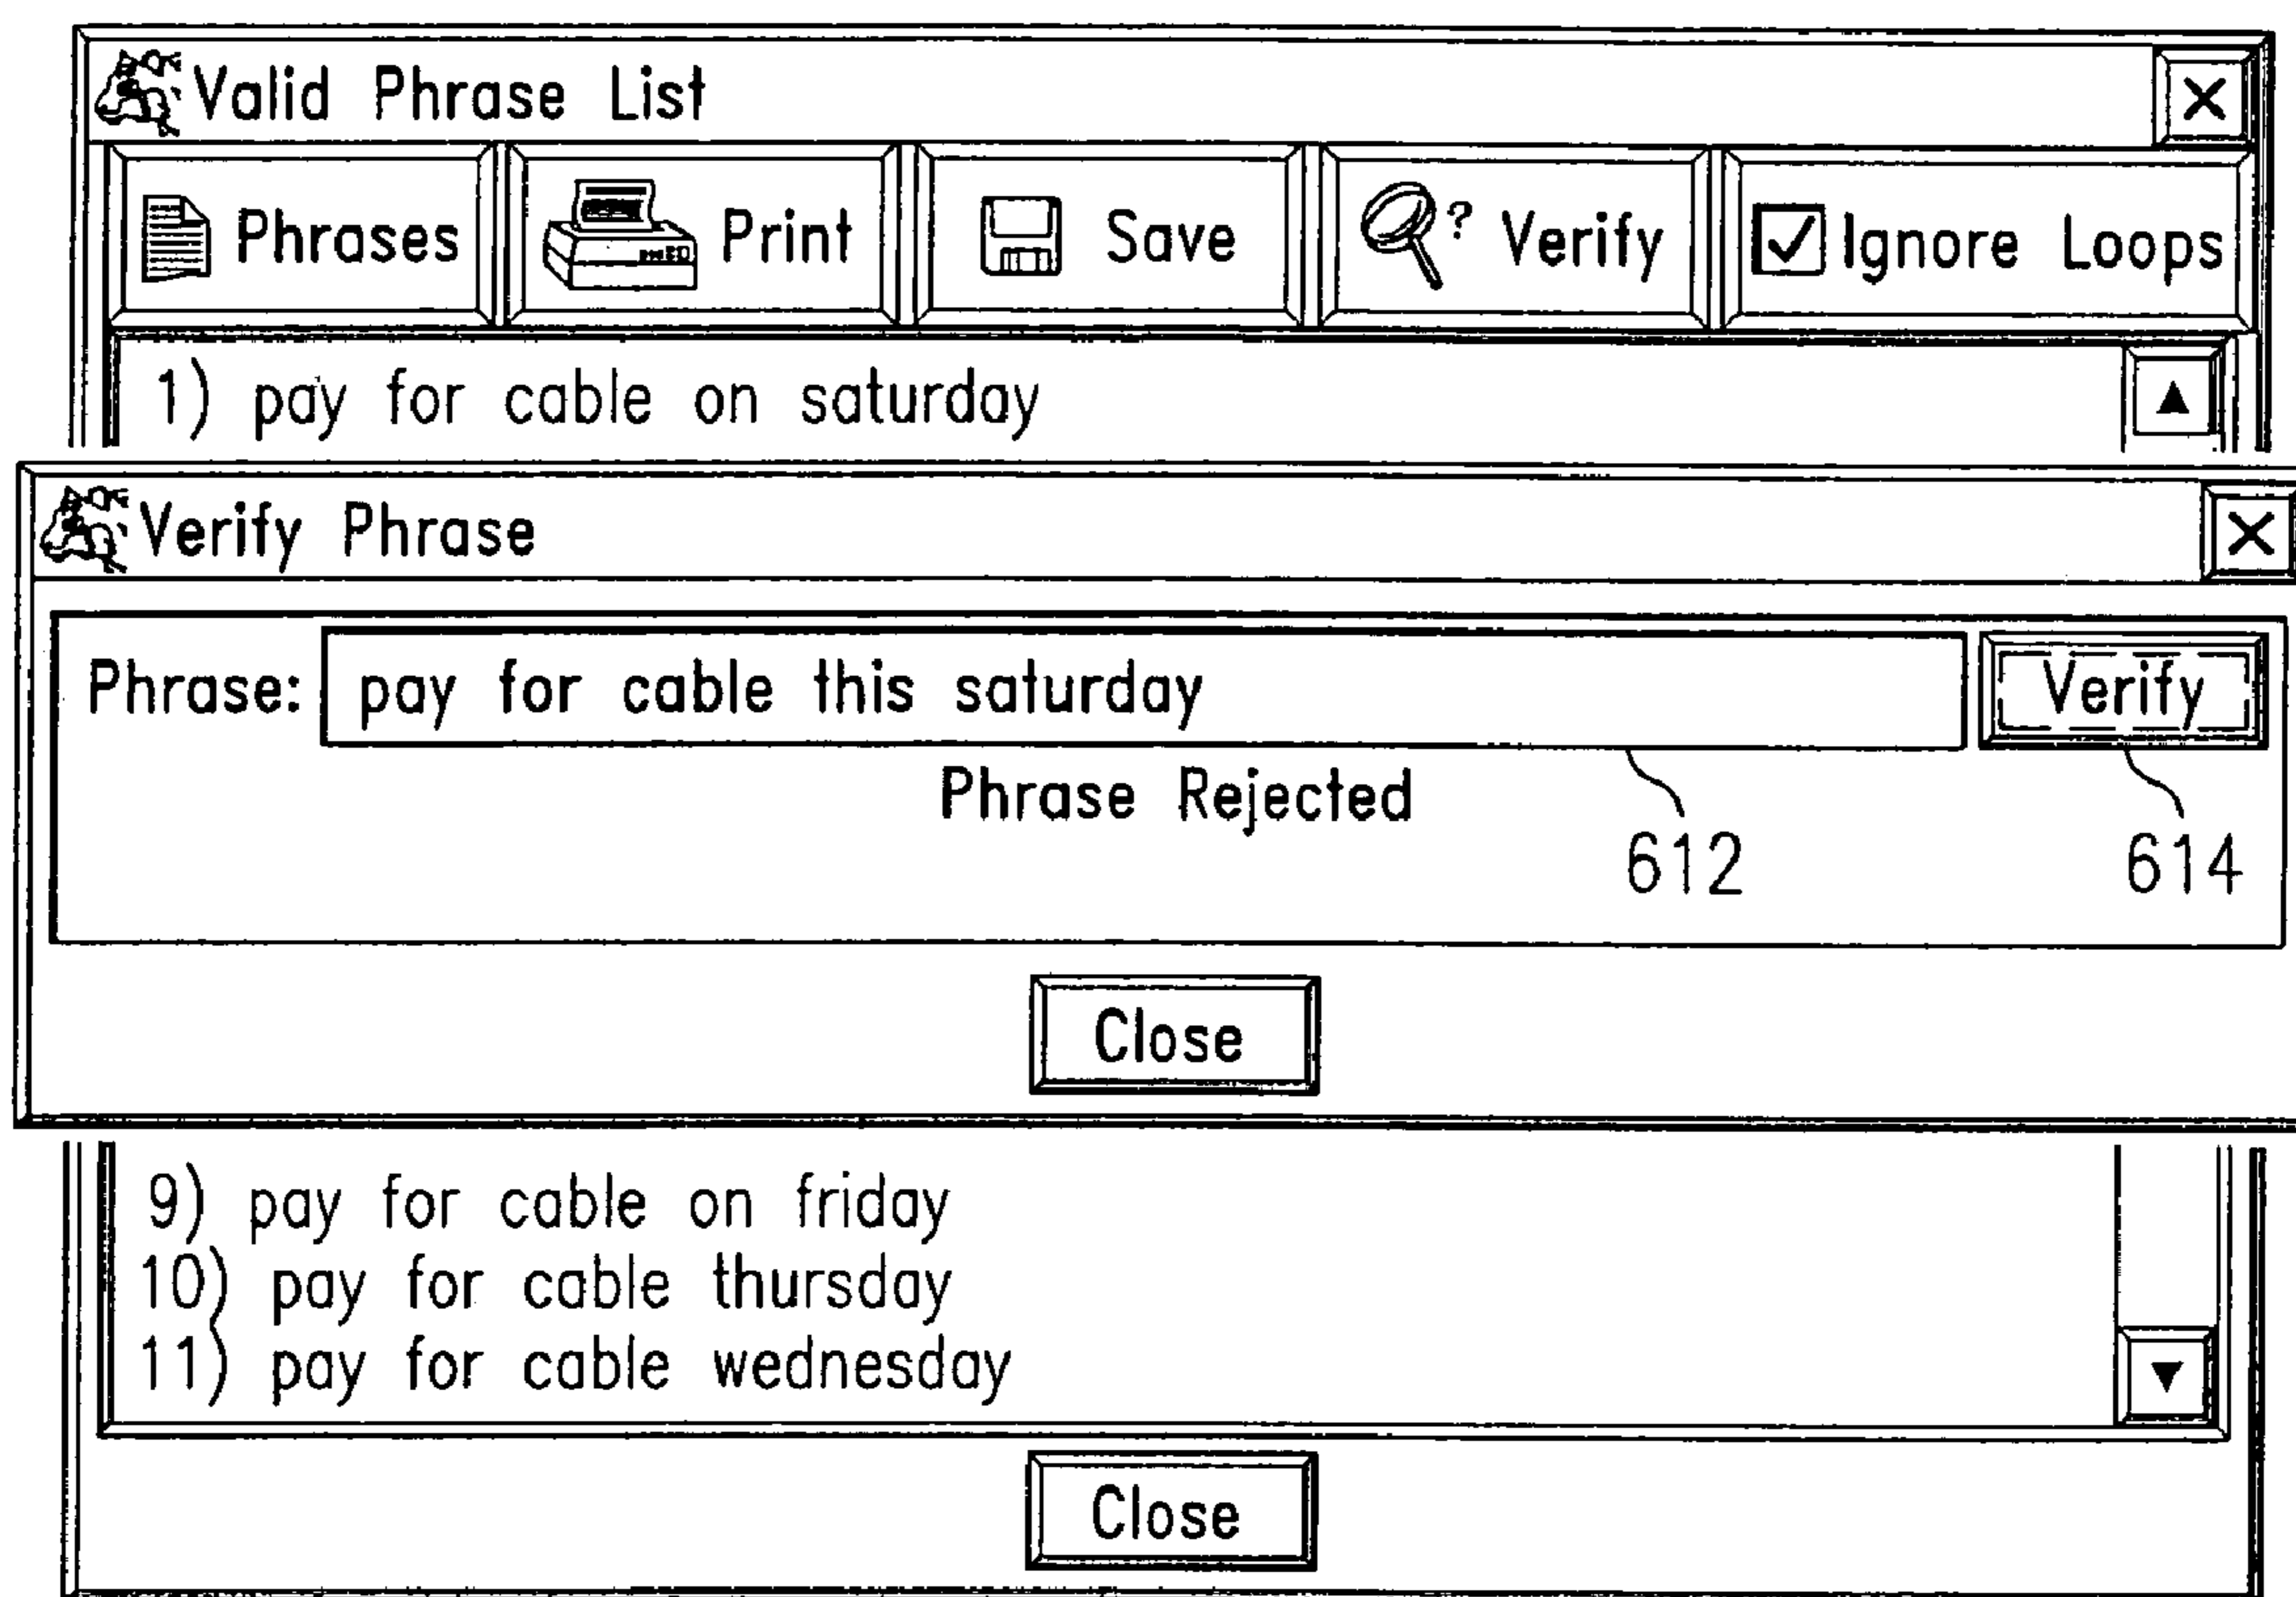 Valid Phrase List
Phrases Print Save ? Verify Ignore Loops
1) pay for cable on saturday
Verify Phrase
Phrase: pay for cable this saturday Verify
Phrase Rejected
612 614
Close
9) pay for cable on friday
10) pay for cable thursday
11) pay for cable wednesday
Close